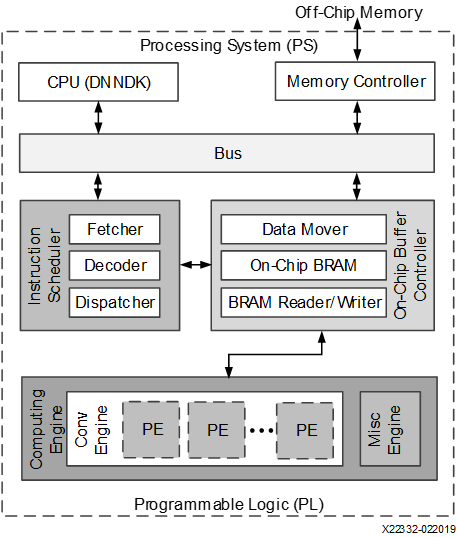 Off-Chip Memory
Processing System (PS)
CPU (DNNDK)
Memory Controller
Bus
Instruction
Scheduler
Fetcher
Decoder
Dispatcher
Data Mover
On-Chip BRAM
BRAM Reader/Writer
On-Chip Buffer
Controller
Computing
Engine
Conv
Engine
PE
PE
PE
Misc
Engine
Programmable Logic (PL)
X22332-022019